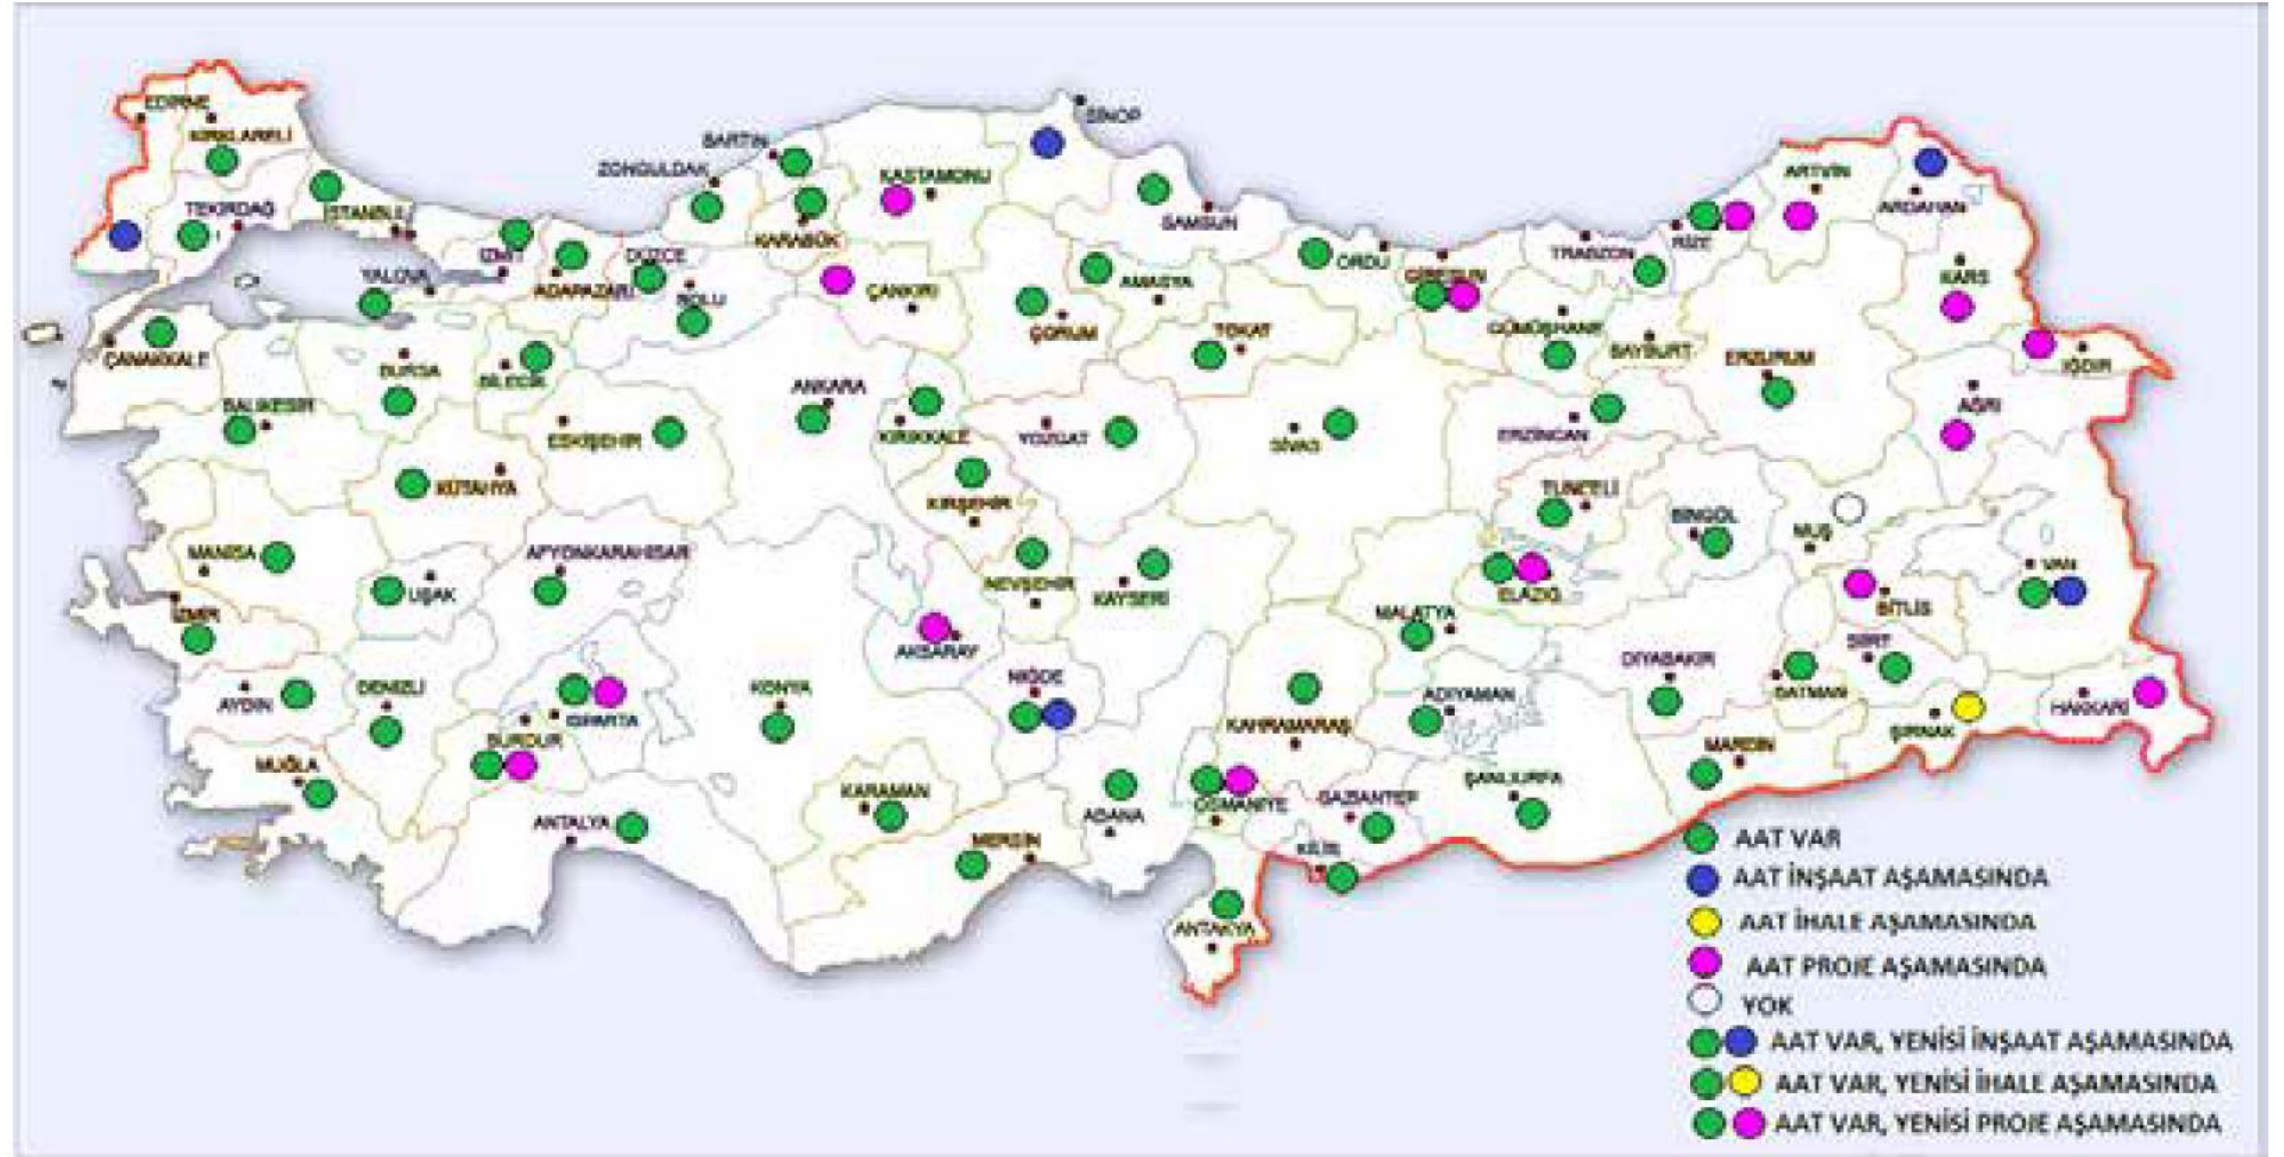 EDİRNE
KIRKLARELİ
TEKİRDAĞ
İSTANBUL
SİNOP
BARTIN
ZONGULDAK
KASTAMONU
KARABÜK
SAMSUN
ARTVİN
ARDAHAN
RİZE
TRABZON
ORDU
GİRESUN
KARS
IĞDIR
İZMİT
YALOVA
ADAPAZARI
DÜZCE
BOLU
ÇANKIRI
AMASYA
ÇORUM
TOKAT
GÜMÜŞHANE
BAYBURT
ERZURUM
AĞRI
ÇANAKKALE
BURSA
BİLECİK
BALIKESİR
ESKİŞEHİR
ANKARA
KIRIKKALE
YOZGAT
SİVAS
ERZİNCAN
KÜTAHYA
KIRŞEHİR
TUNCELİ
BİNGÖL
MUŞ
VAN
MANİSA
UŞAK
AFYONKARAHİSAR
NEVŞEHİR
KAYSERİ
MALATYA
ELAZIĞ
BİTLİS
İZMİR
AKSARAY
SİİRT
DİYABAKIR
BATMAN
ŞIRNAK
HAKKARİ
AYDIN
DENİZLİ
ISPARTA
BURDUR
KONYA
NİĞDE
KAHRAMARAŞ
ADIYAMAN
MARDİN
MUĞLA
ANTALYA
KARAMAN
MERSİN
ADANA
OSMANİYE
GAZİANTEP
ŞANLIURFA
KİLİS
ANTAKYA
AAT VAR
AAT İNŞAAT AŞAMASINDA
AAT İHALE AŞAMASINDA
AAT PROJE AŞAMASINDA
YOK
AAT VAR, YENİSİ İNŞAAT AŞAMASINDA
AAT VAR, YENİSİ İHALE AŞAMASINDA
AAT VAR, YENİSİ PROJE AŞAMASINDA